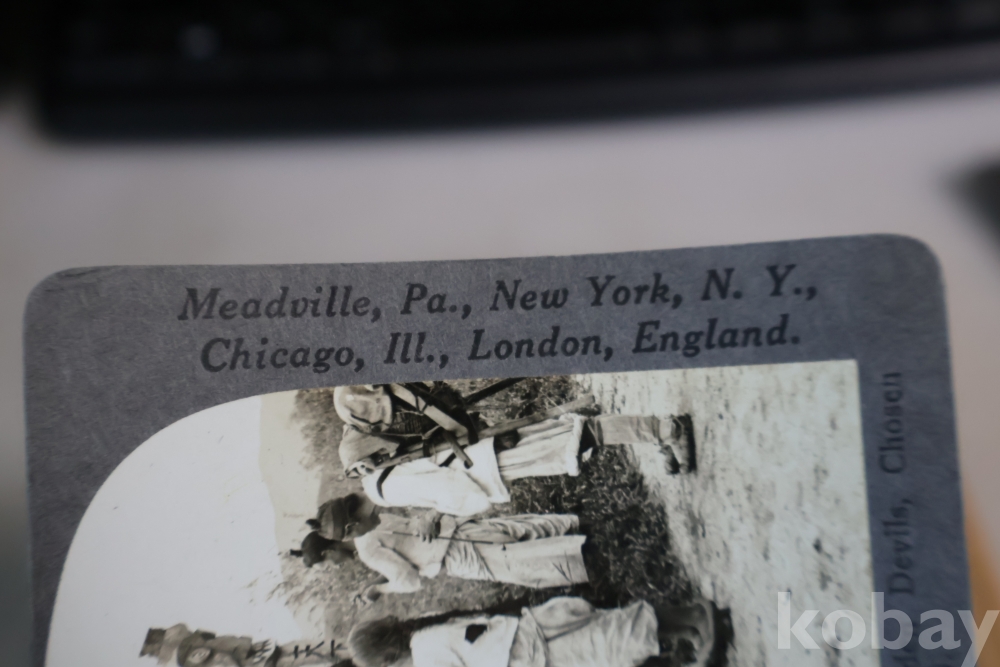 Meadville, Pa., New York, N. Y.,
Chicago, Ill., London, England.
Devils, Chosen
kobay